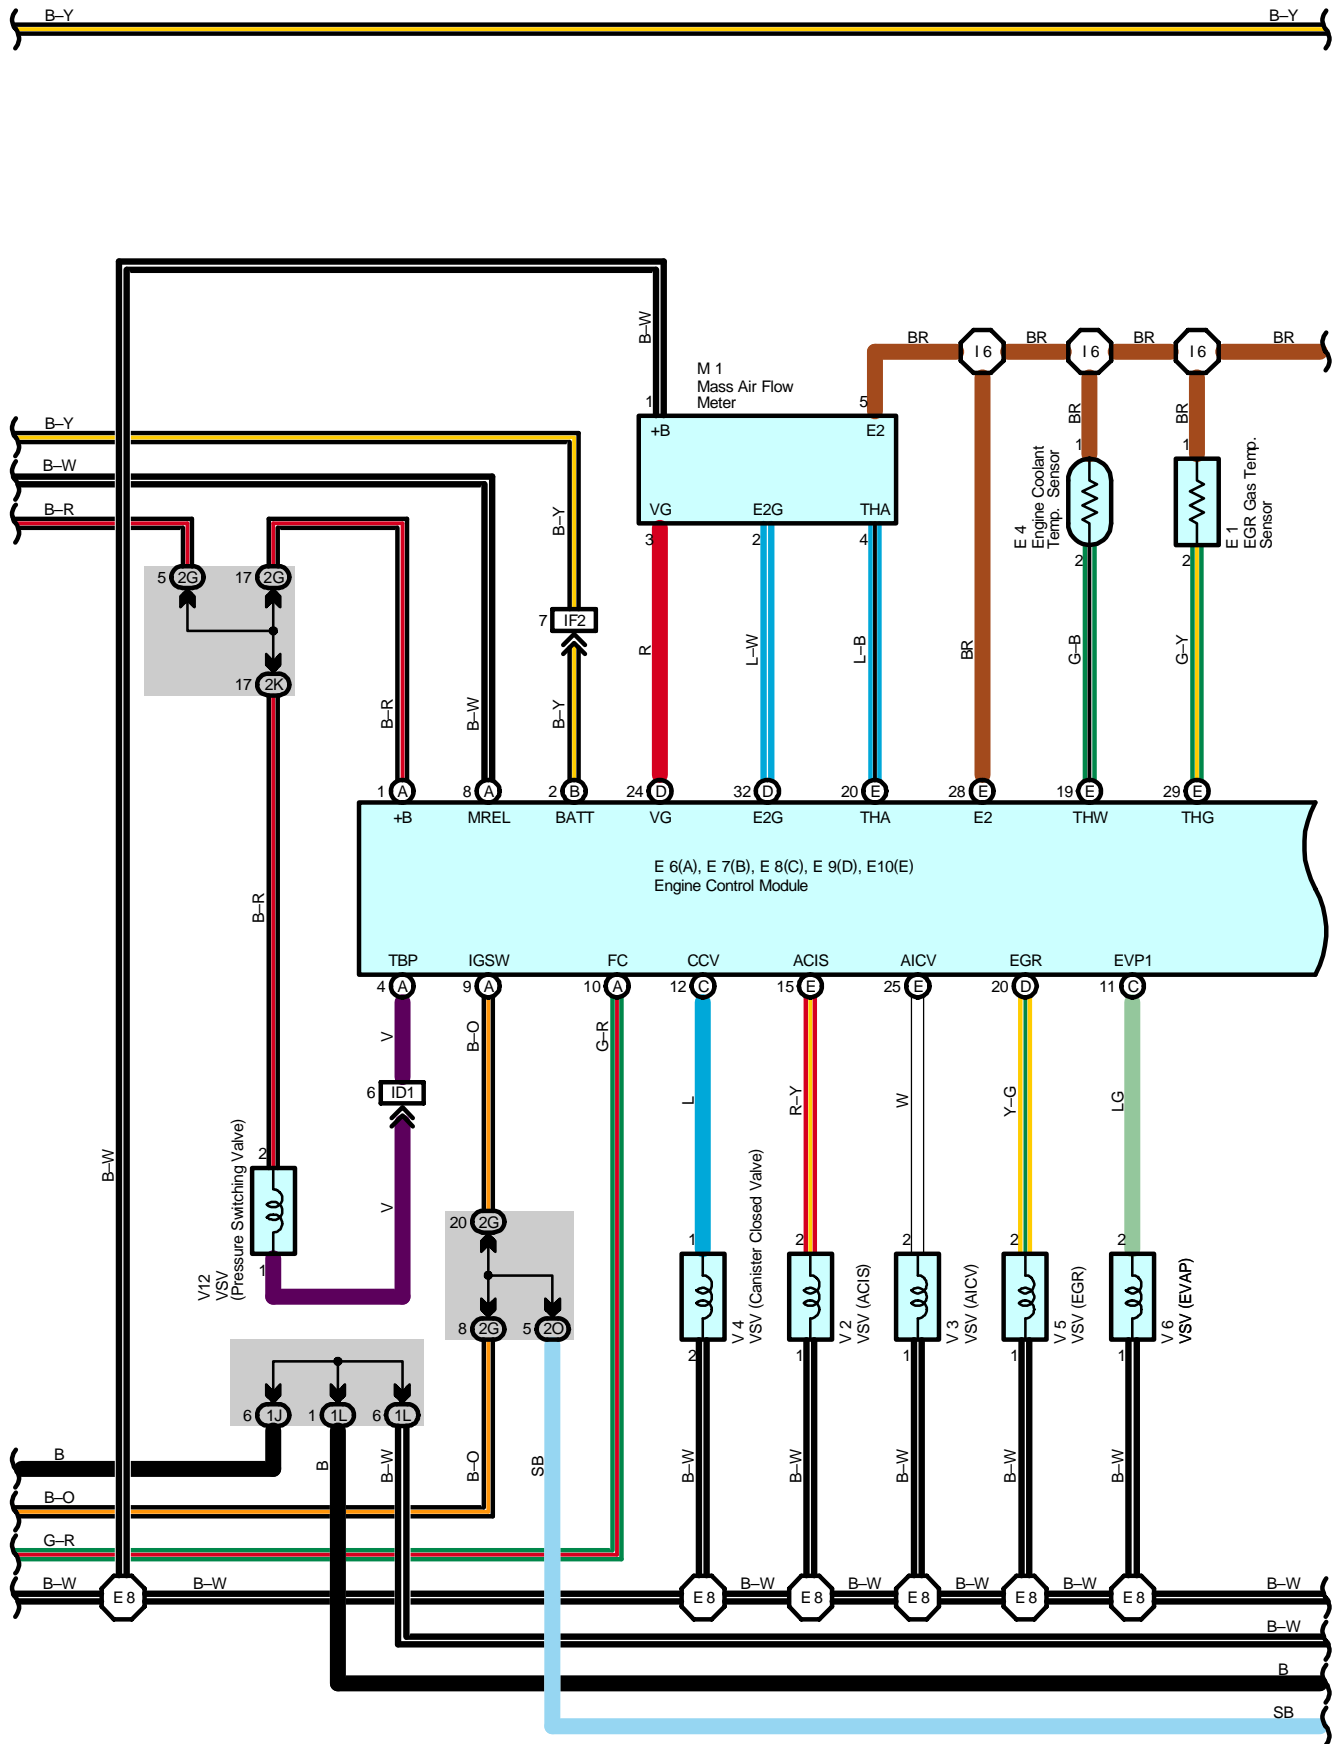 B–Y
B–Y
B–W
M 1
Mass Air Flow
Meter
BR
I 6
BR
I 6
BR
I 6
BR
1
+B
5
E2
BR
1
BR
1
B–Y
B–W
B–R
VG
E2G
THA
3
2
4
E 4
Engine Coolant
Temp. Sensor
2
E 1
EGR Gas Temp.
Sensor
2
5
2G
17
2G
17
2K
B–Y
7
IF2
R
L–W
L–B
BR
G–B
G–Y
B–R
B–W
B–Y
1
A
8
A
2
B
24
D
32
D
20
E
28
E
19
E
29
E
+B
MREL
BATT
VG
E2G
THA
E2
THW
THG
E 6(A), E 7(B), E 8(C), E 9(D), E10(E)
Engine Control Module
B–R
TBP
IGSW
FC
CCV
ACIS
AICV
EGR
EVP1
4
A
9
A
10
A
12
C
15
E
25
E
20
D
11
C
V
B–O
G–R
6
ID1
L
R–Y
W
Y–G
LG
B–W
2
V12
VSV
(Pressure Switching Valve)
1
V
20
2G
8
2G
5
2O
1
2
2
2
2
V 4
VSV (Canister Closed Valve)
V 2
VSV (ACIS)
V 3
VSV (AICV)
V 5
VSV (EGR)
V 6
VSV (EVAP)
2
1
1
1
1
6
1J
1
1L
6
1L
B
B
B–W
B–O
SB
B–W
B–W
B–W
B–W
B–W
B–O
G–R
B–W
E 8
B–W
E 8
B–W
E 8
B–W
E 8
B–W
E 8
B–W
E 8
B–W
B–W
B
SB